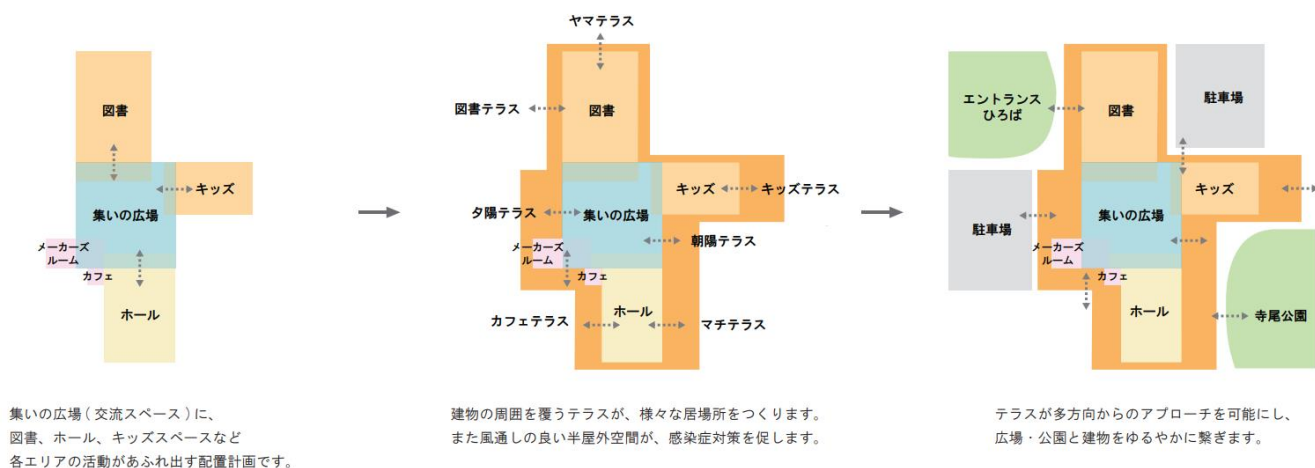 図書
キッズ
集いの広場
メーカーズ
ルーム
カフェ
ホール
集いの広場 ( 交流スペース ) に、
図書、ホール、キッズスペースなど
各エリアの活動があふれ出す配置計画です。
ヤマテラス
図書テラス
図書
キッズ
キッズテラス
夕陽テラス
集いの広場
朝陽テラス
メーカーズ
ルーム
カフェ
カフェテラス
ホール
マチテラス
建物の周囲を覆うテラスが、様々な居場所をつくります。
また風通しの良い半屋外空間が、感染症対策を促します。
エントランス
ひろば
図書
駐車場
キッズ
駐車場
集いの広場
メーカーズ
ルーム
カフェ
ホール
寺尾公園
テラスが多方向からのアプローチを可能にし、
広場・公園と建物をゆるやかに繋ぎます。